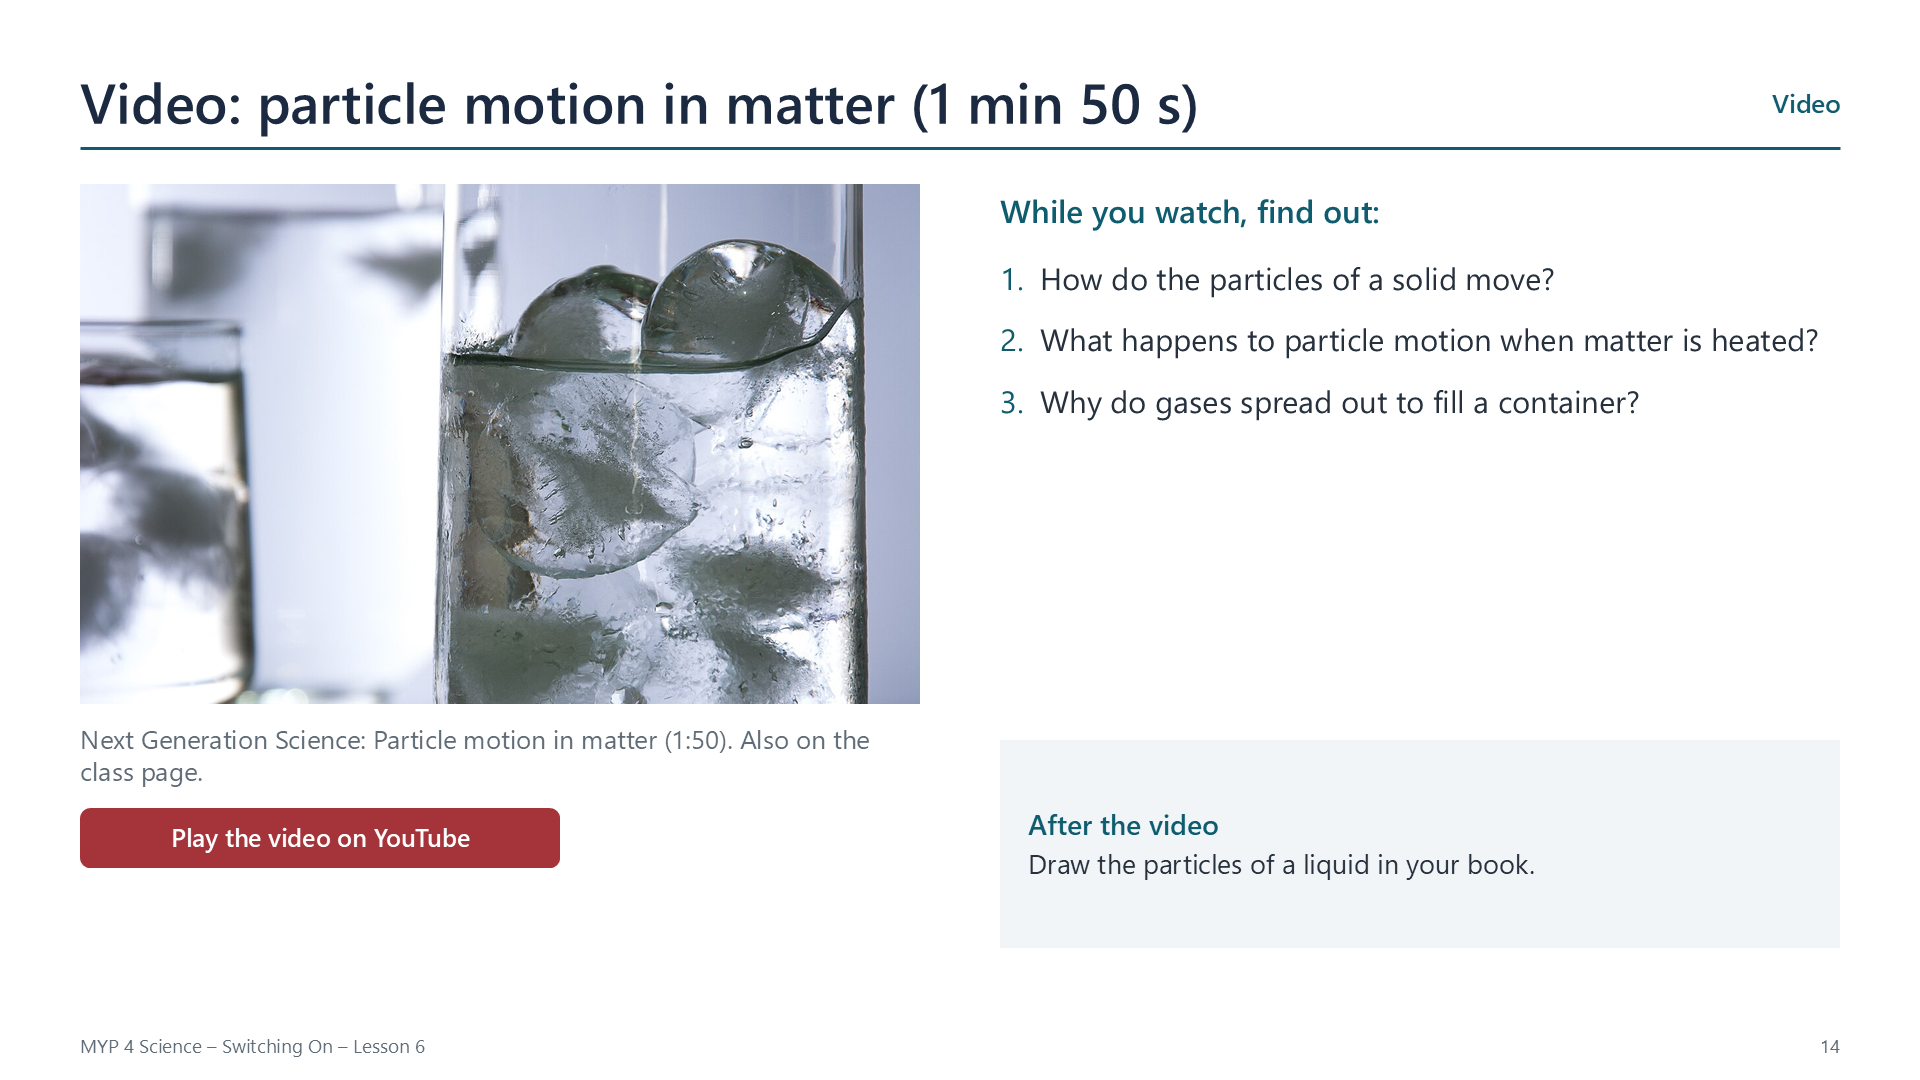 Video: particle motion in matter (1 min 50 s)
Video
Next Generation Science: Particle motion in matter (1:50). Also on the
class page.
Play the video on YouTube
While you watch, find out:
1. How do the particles of a solid move?
2. What happens to particle motion when matter is heated?
3. Why do gases spread out to fill a container?
After the video
Draw the particles of a liquid in your book.
MYP 4 Science – Switching On – Lesson 6
14